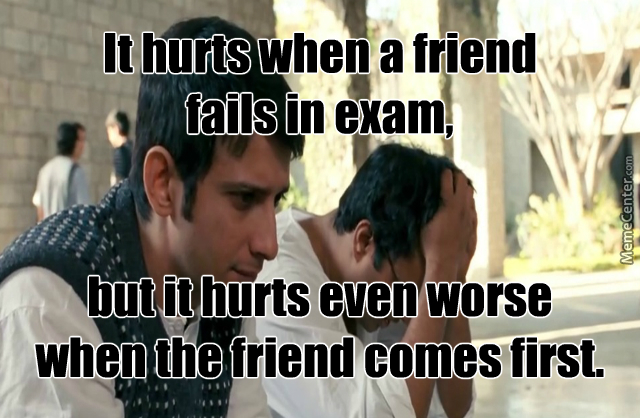 It hurts when a friend
fails in exam,
but it hurts even worse
when the friend comes first.
MemeCenter.com